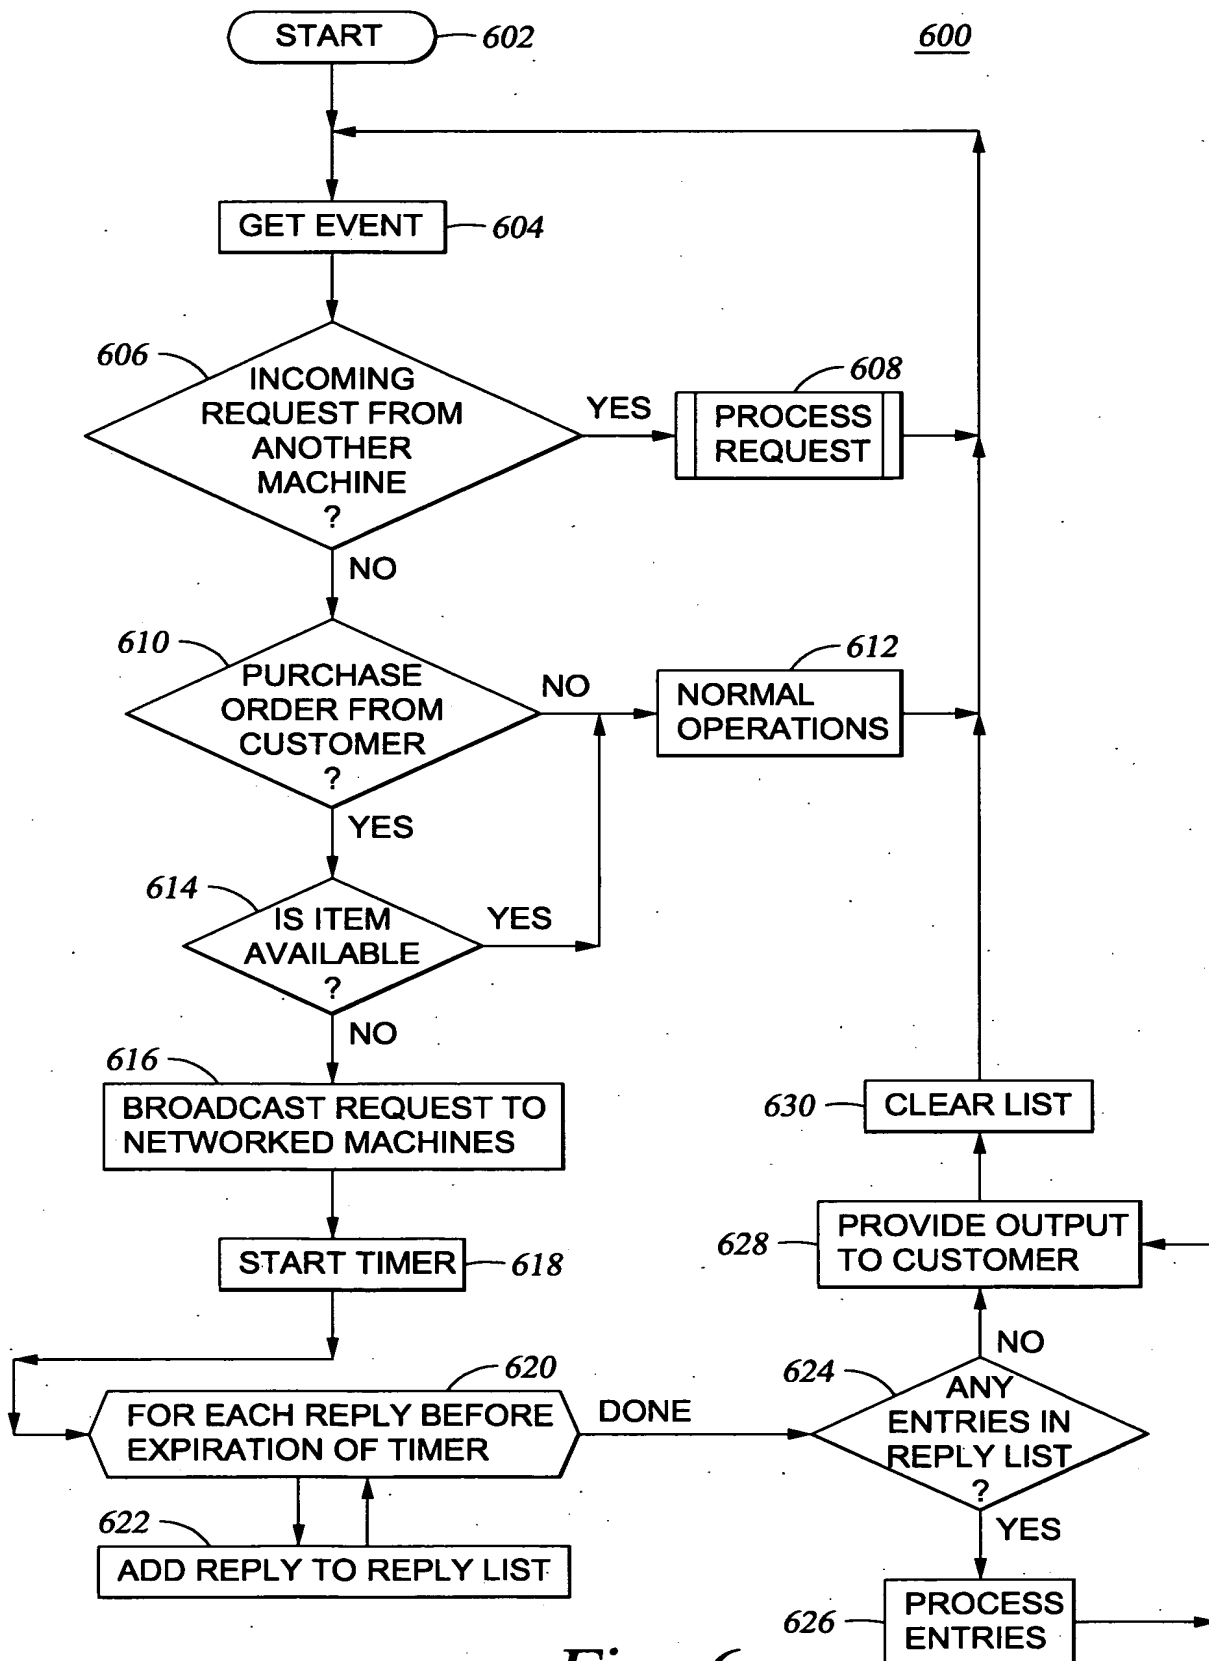 START
602
600
GET EVENT
604
606
INCOMING
REQUEST FROM
ANOTHER
MACHINE
?
YES
608
PROCESS
REQUEST
NO
610
PURCHASE
ORDER FROM
CUSTOMER
?
NO
612
NORMAL
OPERATIONS
YES
614
IS ITEM
AVAILABLE
?
YES
NO
616
BROADCAST REQUEST TO
NETWORKED MACHINES
START TIMER
618
620
FOR EACH REPLY BEFORE
EXPIRATION OF TIMER
DONE
622
ADD REPLY TO REPLY LIST
630
CLEAR LIST
628
PROVIDE OUTPUT
TO CUSTOMER
NO
624
ANY
ENTRIES IN
REPLY LIST
?
YES
626
PROCESS
ENTRIES
Fig. 6